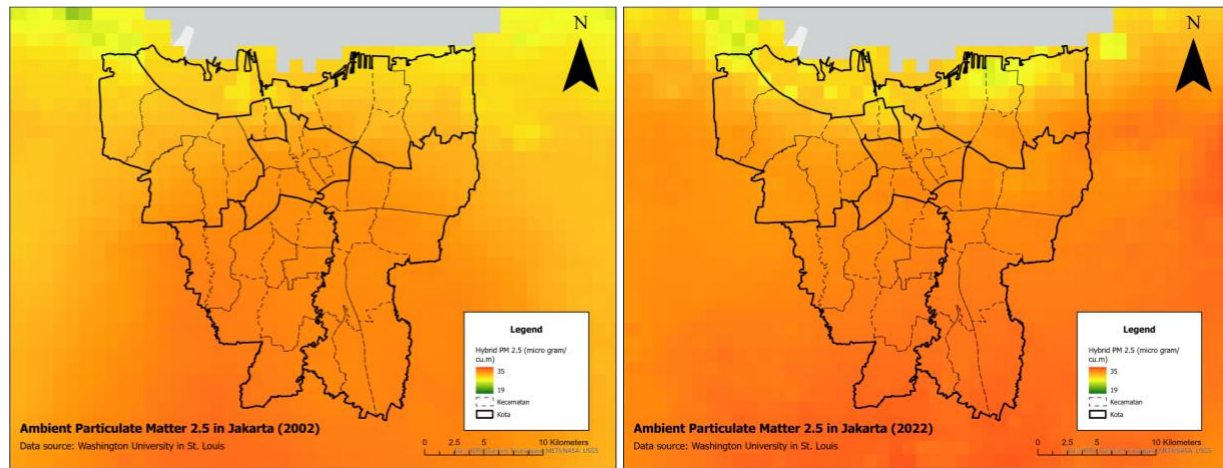 N
Legend
Hybrid PM 2.5 (micro gram/
cu.m)
35
19
Kecamatan
Kota
Ambient Particulate Matter 2.5 in Jakarta (2002)
Data source: Washington University in St. Louis
0 2.5 5 10 Kilometers
N
Legend
Hybrid PM 2.5 (micro gram/
cu.m)
35
19
Kecamatan
Kota
Ambient Particulate Matter 2.5 in Jakarta (2022)
Data source: Washington University in St. Louis
0 2.5 5 10 Kilometers